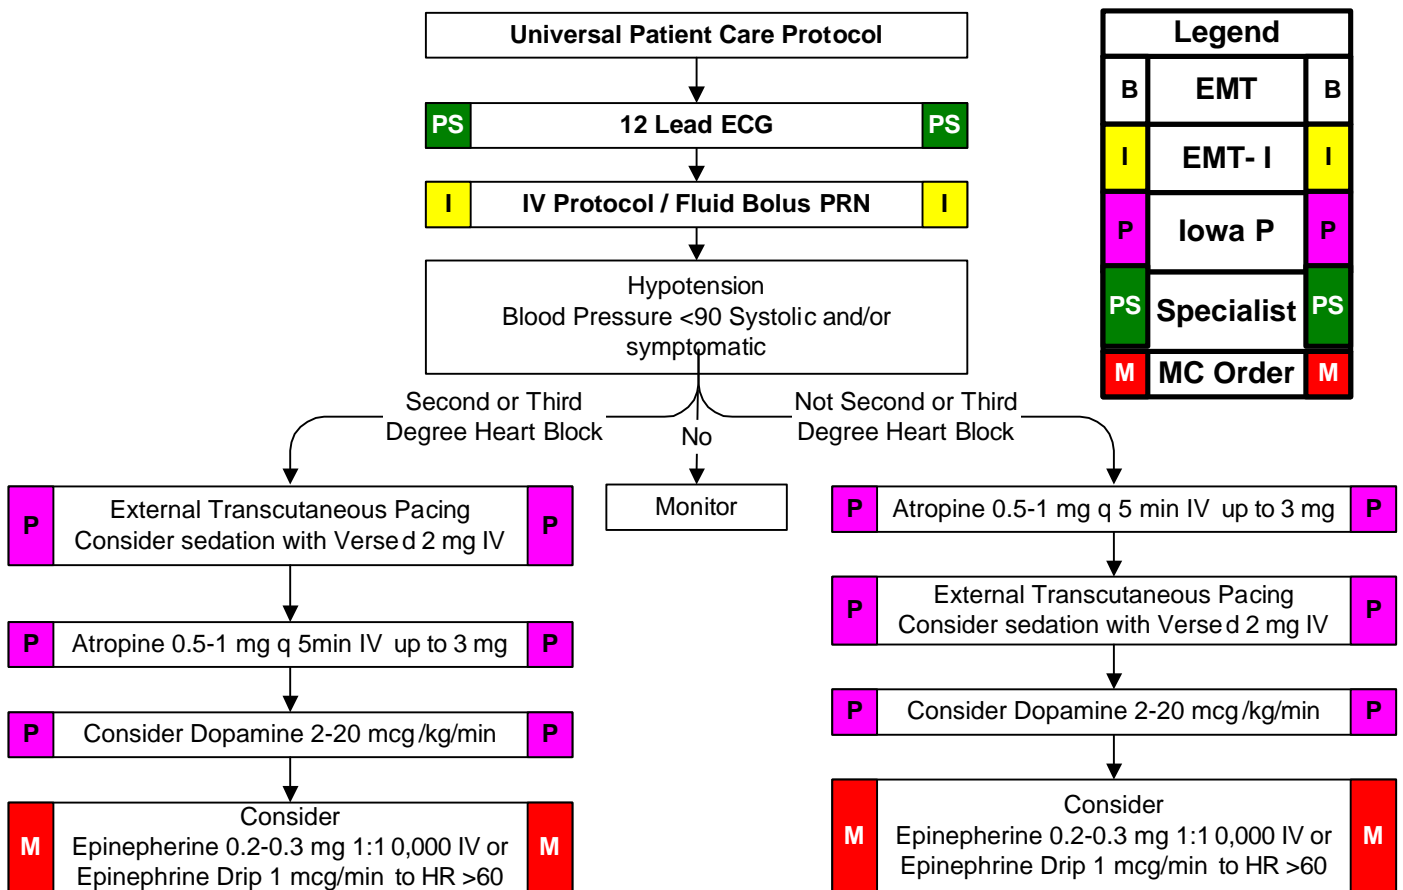 Universal Patient Care Protocol
PS 12 Lead ECG PS
I IV Protocol / Fluid Bolus PRN I
Hypotension
Blood Pressure <90 Systolic and/or
symptomatic
Second or Third
Degree Heart Block
No
Not Second or Third
Degree Heart Block
Monitor
P External Transcutaneous Pacing P
Consider sedation with Versed 2 mg IV
P Atropine 0.5-1 mg q 5min IV up to 3 mg P
P Consider Dopamine 2-20 mcg/kg/min P
Consider
M Epinepherine 0.2-0.3 mg 1:10,000 IV or M
Epinephrine Drip 1 mcg/min to HR >60
P Atropine 0.5-1 mg q 5 min IV up to 3 mg P
P External Transcutaneous Pacing P
Consider sedation with Versed 2 mg IV
P Consider Dopamine 2-20 mcg/kg/min P
Consider
M Epinepherine 0.2-0.3 mg 1:10,000 IV or M
Epinephrine Drip 1 mcg/min to HR >60
Legend
B EMT B
I EMT- I I
P Iowa P P
PS Specialist PS
M MC Order M